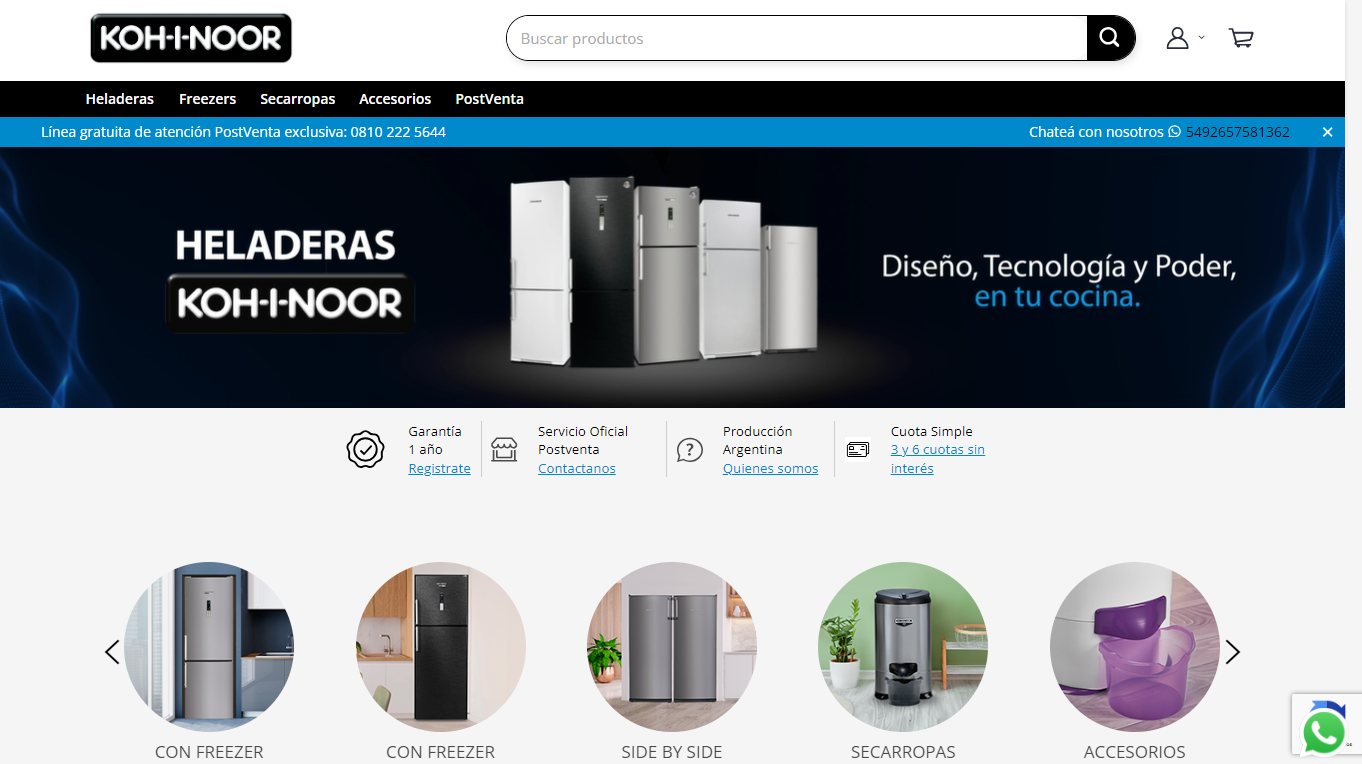 KOH-I-NOOR
Buscar productos
Heladeras Freezers Secarropas Accesorios PostVenta
Línea gratuita de atención PostVenta exclusiva: 0810 222 5644 Chateá con nosotros 5492657581362 ×
HELADERAS
KOH-I-NOOR
Diseño, Tecnología y Poder,
en tu cocina.
Garantía
1 año
Registrate
Servicio Oficial
Postventa
Contactanos
Producción
Argentina
Quienes somos
Cuota Simple
3 y 6 cuotas sin
interés
CON FREEZER CON FREEZER SIDE BY SIDE SECARROPAS ACCESORIOS